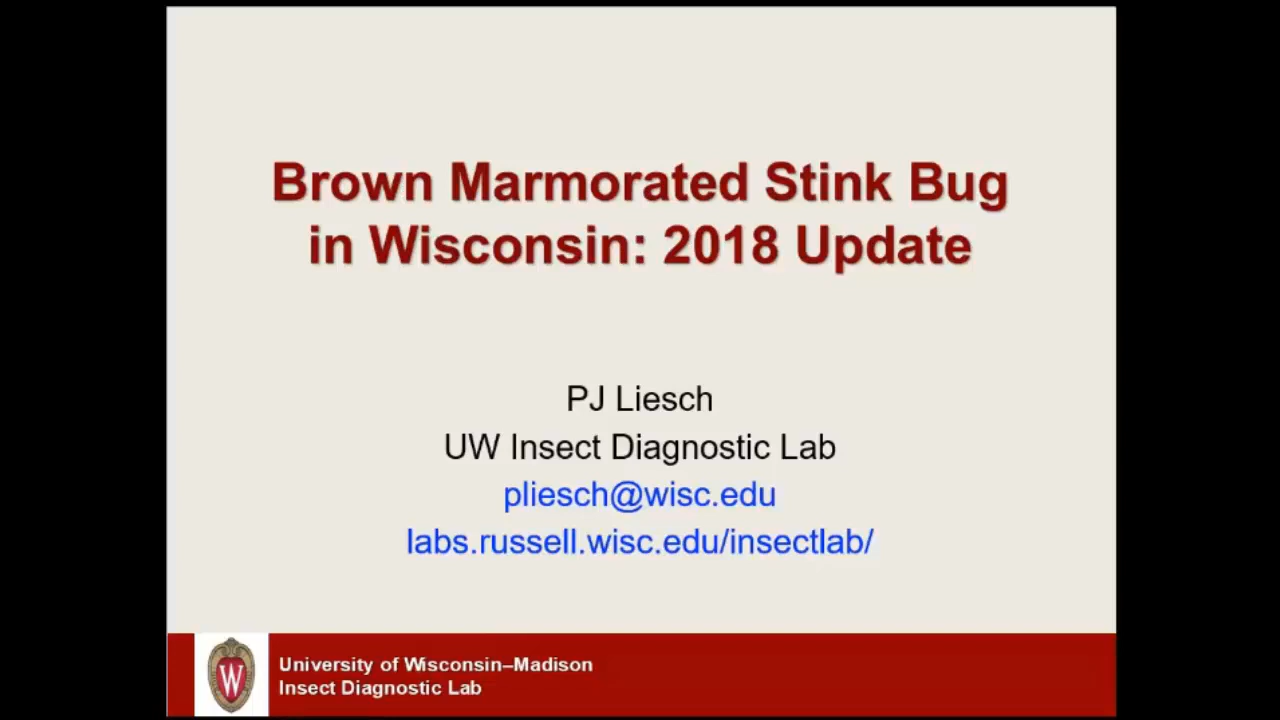 Brown Marmorated Stink Bug
in Wisconsin: 2018 Update
PJ Liesch
UW Insect Diagnostic Lab
pliesch@wisc.edu
labs.russell.wisc.edu/insectlab/
W
University of Wisconsin–Madison
Insect Diagnostic Lab